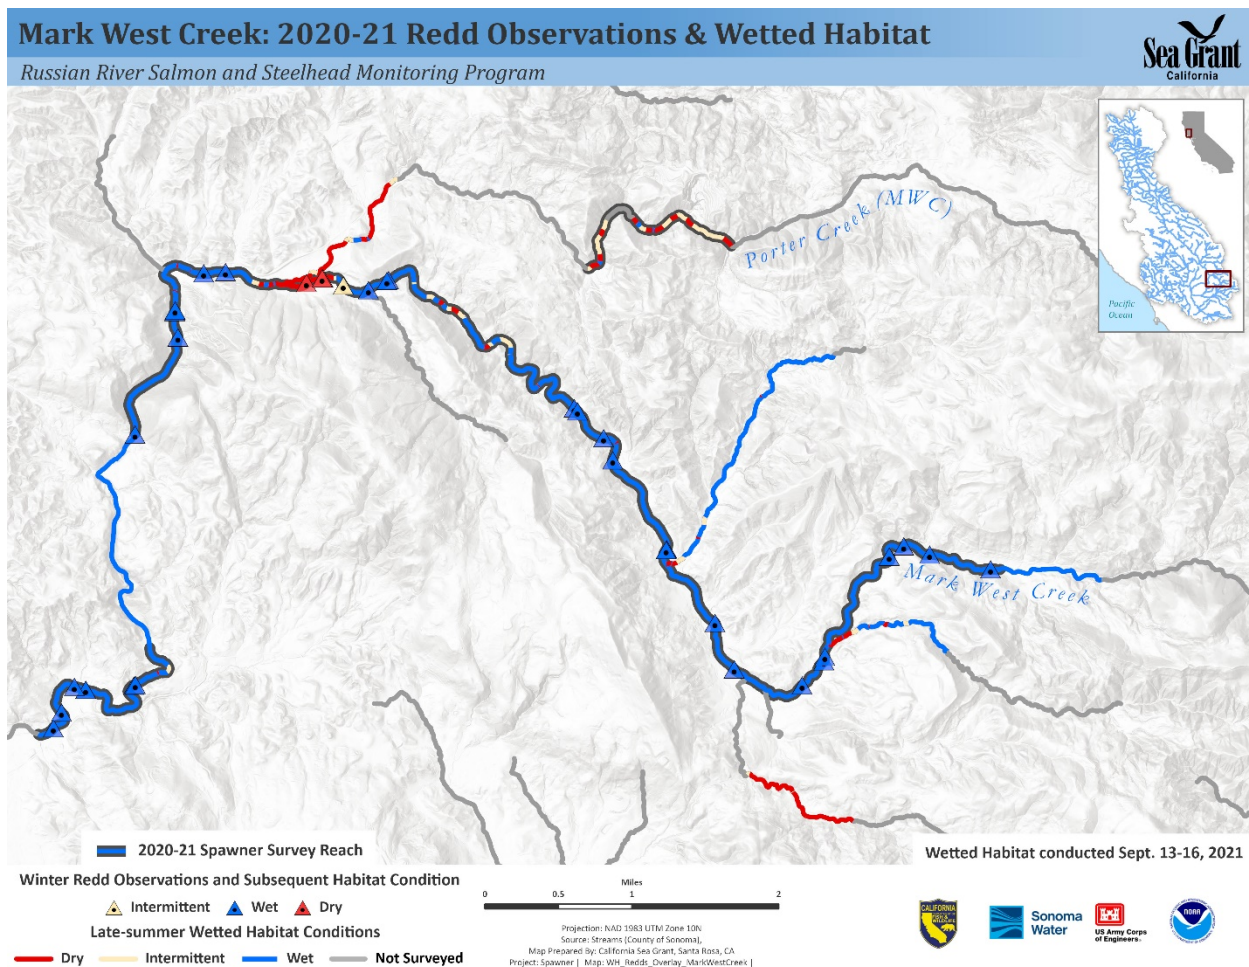 Mark West Creek: 2020-21 Redd Observations & Wetted Habitat
Russian River Salmon and Steelhead Monitoring Program
Sea Grant
California
Porter Creek (MWC)
Pacific
Ocean
Mark West Creek
2020-21 Spawner Survey Reach
Wetted Habitat conducted Sept. 13-16, 2021
Winter Redd Observations and Subsequent Habitat Condition
Intermittent Wet Dry
Late-summer Wetted Habitat Conditions
Dry Intermittent Wet Not Surveyed
Miles
0 0.5 1 2
Projection: NAD 1983 UTM Zone 10N
Source: Streams (County of Sonoma),
Map Prepared By: California Sea Grant, Santa Rosa, CA
Project: Spawner | Map: WH_Redds_Overlay_MarkWestCreek |
CALIFORNIA
FISH & WILDLIFE
Sonoma
Water
US Army Corps
of Engineers®
NOAA